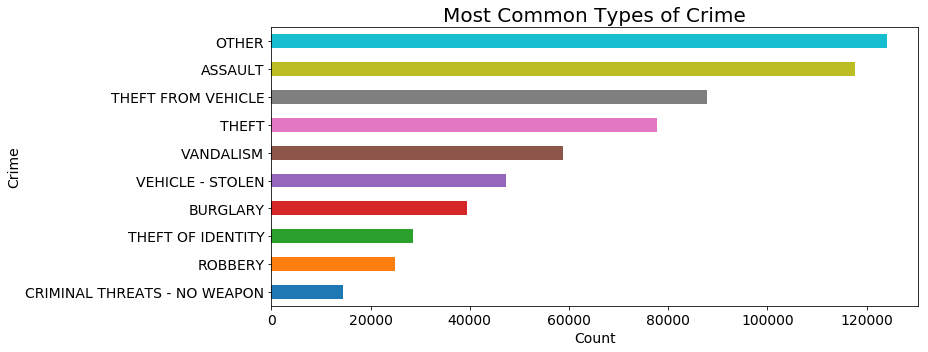 Most Common Types of Crime
Crime
OTHER
ASSAULT
THEFT FROM VEHICLE
THEFT
VANDALISM
VEHICLE - STOLEN
BURGLARY
THEFT OF IDENTITY
ROBBERY
CRIMINAL THREATS - NO WEAPON
0 20000 40000 60000 80000 100000 120000
Count